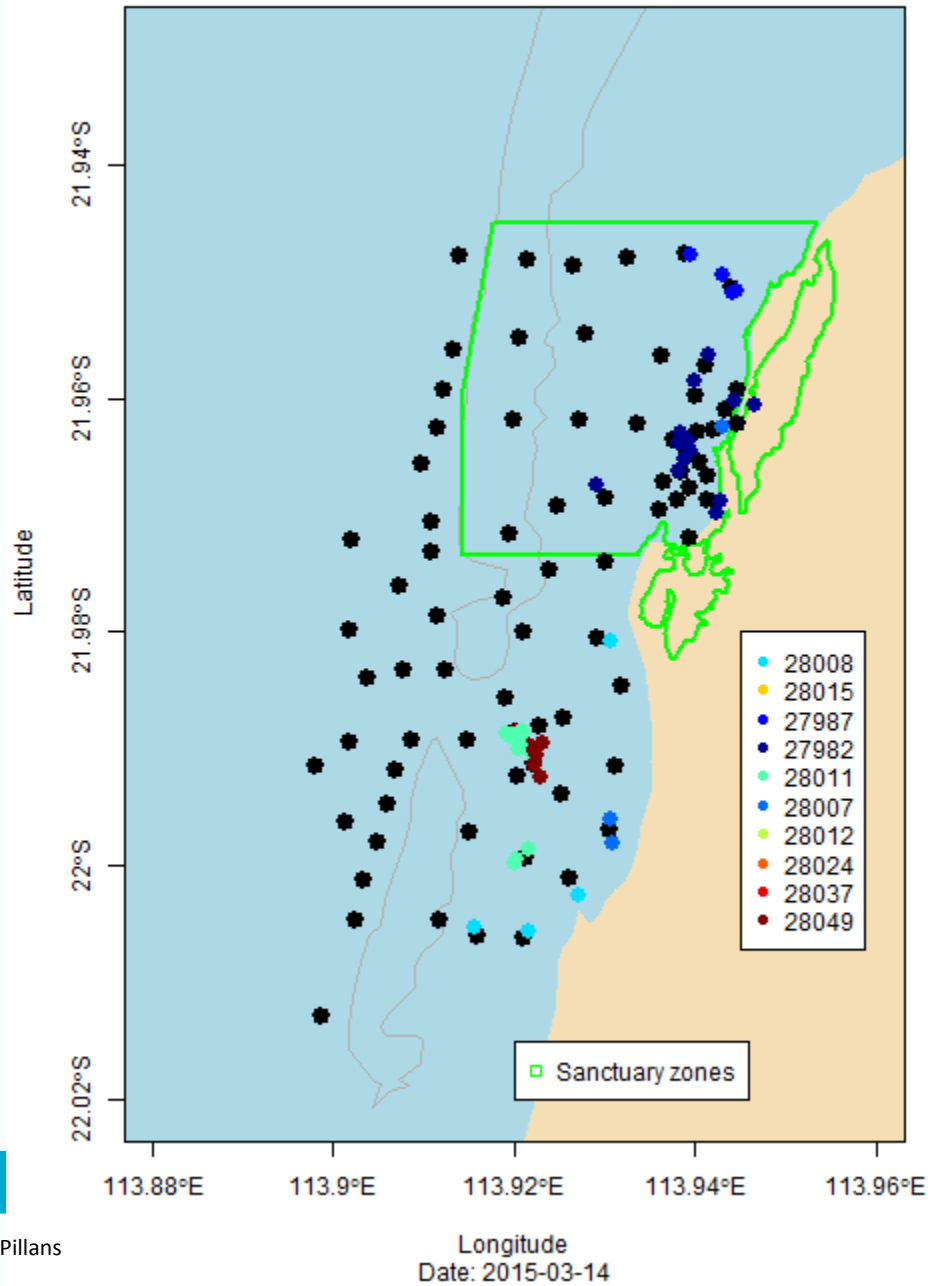 21.94°S
21.96°S
21.98°S
22°S
22.02°S
Latitude
28008
28015
27987
27982
28011
28007
28012
28024
28037
28049
Sanctuary zones
113.88°E 113.9°E 113.92°E 113.94°E 113.96°E
Pillans
Longitude
Date: 2015-03-14